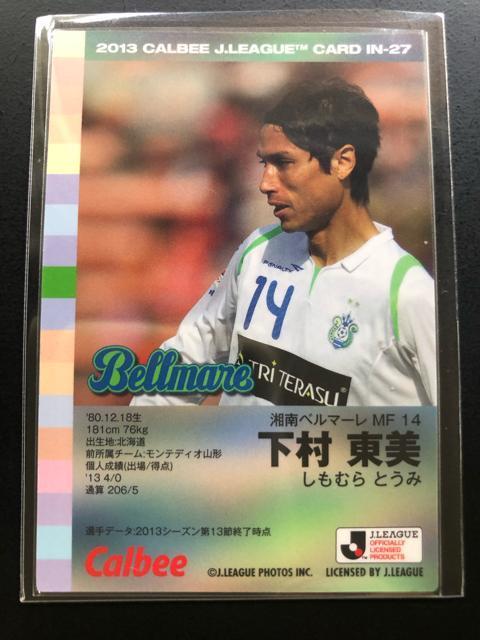 2013 CALBEE J.LEAGUE™ CARD IN-27
PENALTY
14
TRI TERASU
Bellmare
湘南ベルマーレ MF 14
下村 東美
しもむら とうみ
'80.12.18生
181cm 76kg
出生地:北海道
前所属チーム:モンテディオ山形
個人成績(出場/得点)
'13 4/0
通算 206/5
選手データ:2013シーズン第13節終了時点
Calbee
©J.LEAGUE PHOTOS INC.
J.LEAGUE
OFFICIALLY
LICENSED
PRODUCTS
LICENSED BY J.LEAGUE